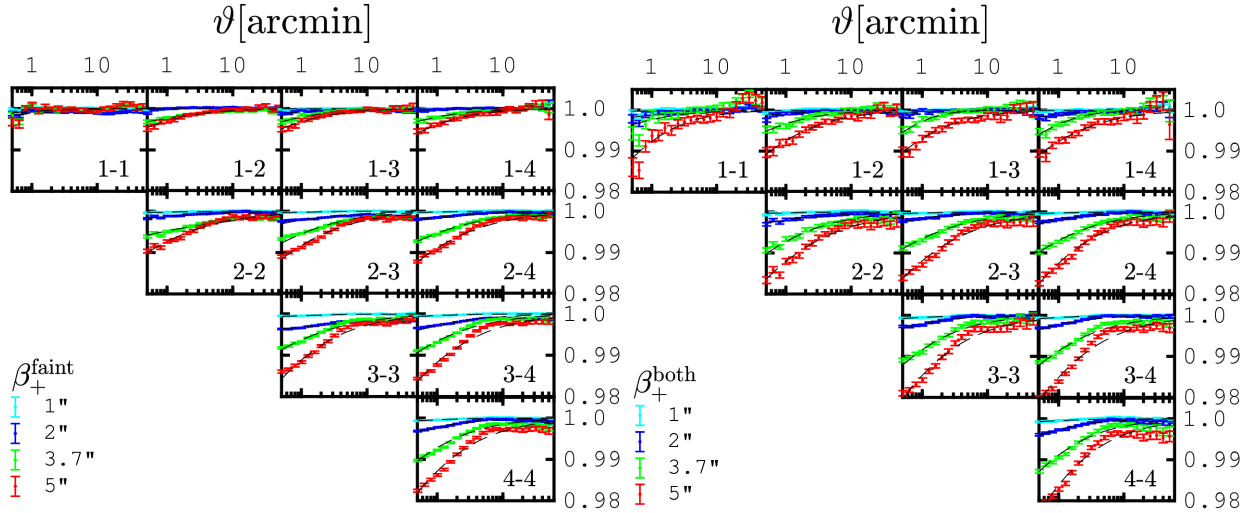 ϑ[arcmin] ϑ[arcmin]
1 10 1 10 1 10 1 10 1 10 1 10 1 10 1 10
1-1 1-2 1-3 1-4 1.0 0.99 0.98 1-1 1-2 1-3 1-4 1.0 0.99 0.98
2-2 2-3 2-4 1.0 0.99 0.98 2-2 2-3 2-4 1.0 0.99 0.98
3-3 3-4 1.0 0.99 0.98 3-3 3-4 1.0 0.99 0.98
4-4 1.0 0.99 0.98 4-4 1.0 0.99 0.98
β₊^faint
1"
2"
3.7"
5"
β₊^both
1"
2"
3.7"
5"